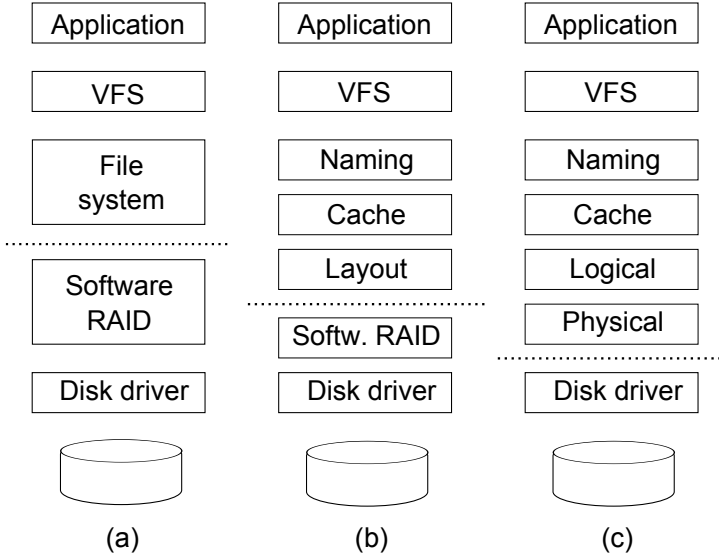 Application
VFS
File
system
Software
RAID
Disk driver
(a)
Application
VFS
Naming
Cache
Layout
Softw. RAID
Disk driver
(b)
Application
VFS
Naming
Cache
Logical
Physical
Disk driver
(c)